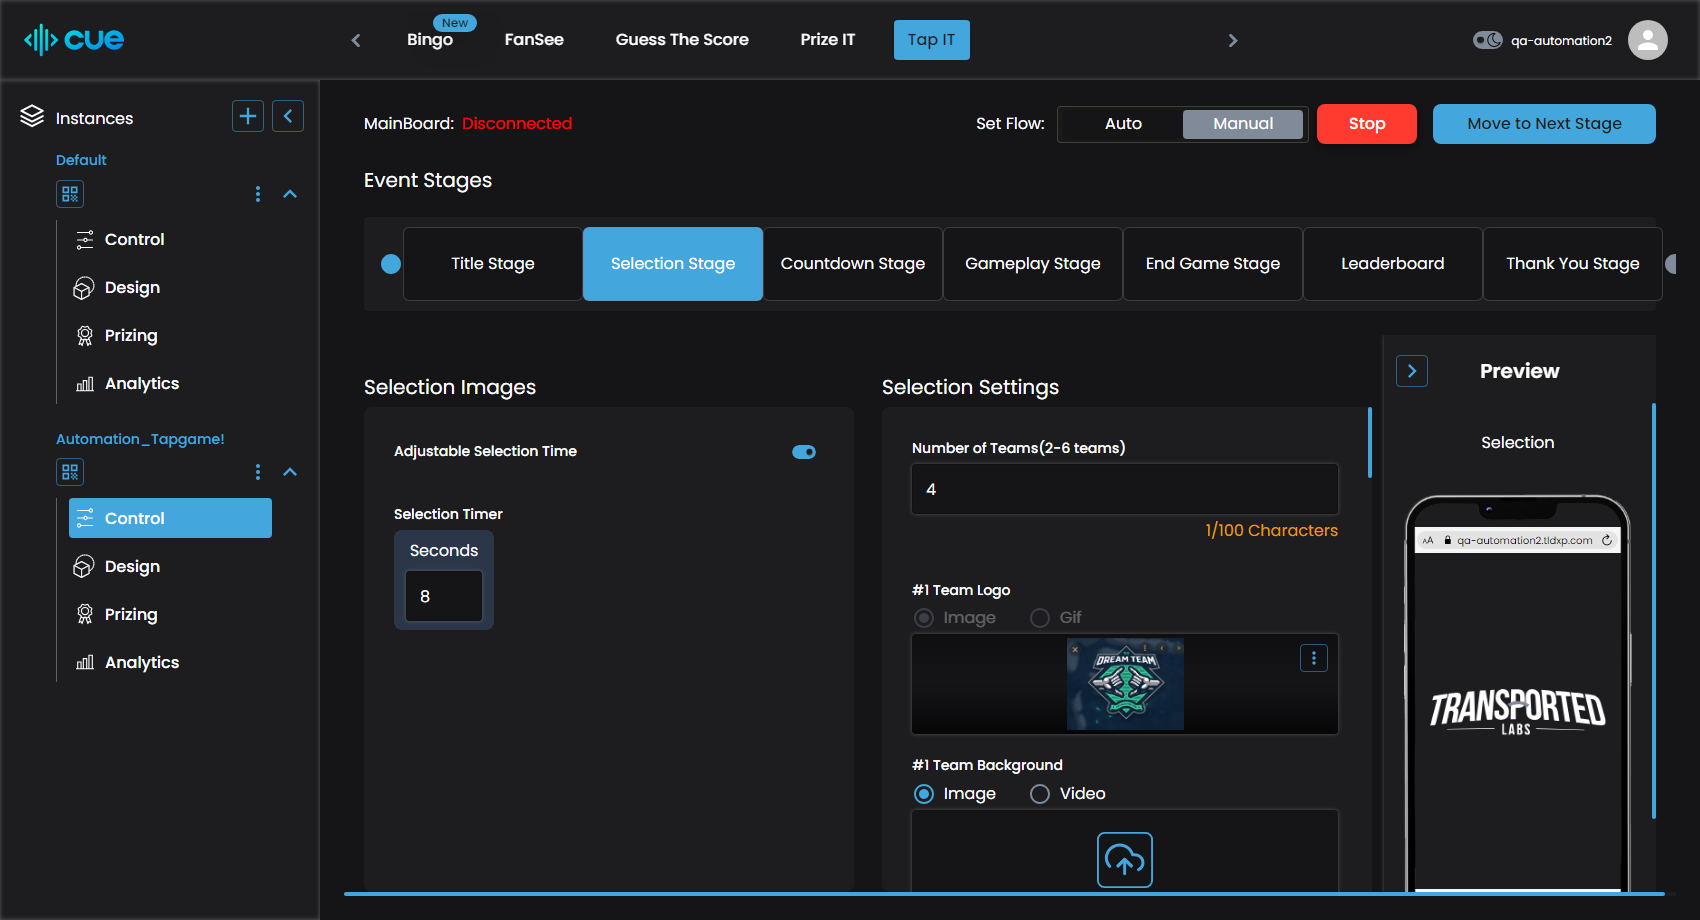 cue
New
Bingo
FanSee
Guess The Score
Prize IT
Tap IT
qa-automation2
Instances
Default
Control
Design
Prizing
Analytics
Automation_Tapgame!
Control
Design
Prizing
Analytics
MainBoard: Disconnected
Set Flow:
Auto
Manual
Stop
Move to Next Stage
Event Stages
Title Stage
Selection Stage
Countdown Stage
Gameplay Stage
End Game Stage
Leaderboard
Thank You Stage
Selection Images
Adjustable Selection Time
Selection Timer
Seconds
8
Selection Settings
Number of Teams(2-6 teams)
4
1/100 Characters
#1 Team Logo
Image
Gif
DREAM TEAM
#1 Team Background
Image
Video
Preview
Selection
AA
qa-automation2.tldxp.com
TRANSPORTED
LABS